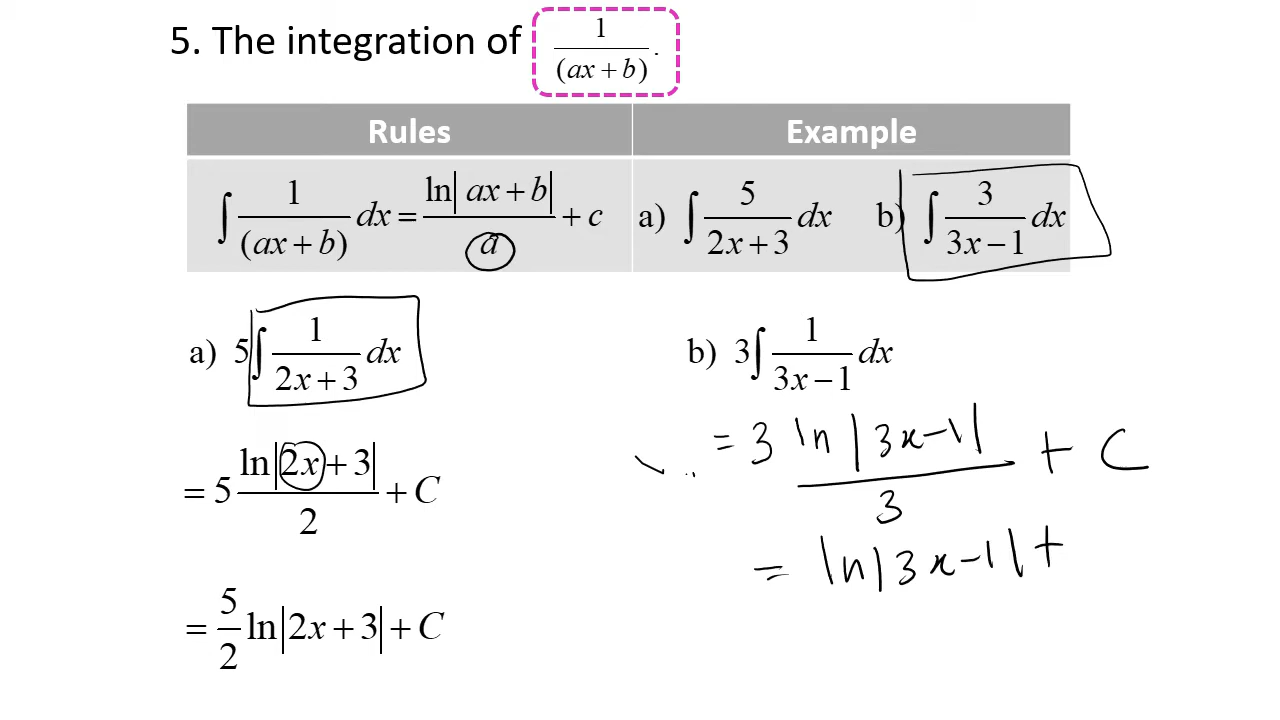 5. The integration of 1/(ax + b).
Rules Example
∫ 1/(ax + b) dx = ln|ax + b|/a + c a) ∫ 5/(2x + 3) dx b) ∫ 3/(3x − 1) dx
a) 5∫ 1/(2x + 3) dx
= 5 ln|2x + 3|/2 + C
= 5/2 ln|2x + 3| + C
b) 3∫ 1/(3x − 1) dx
= 3 ln|3x−1|/3 + C
= ln|3x−1| +